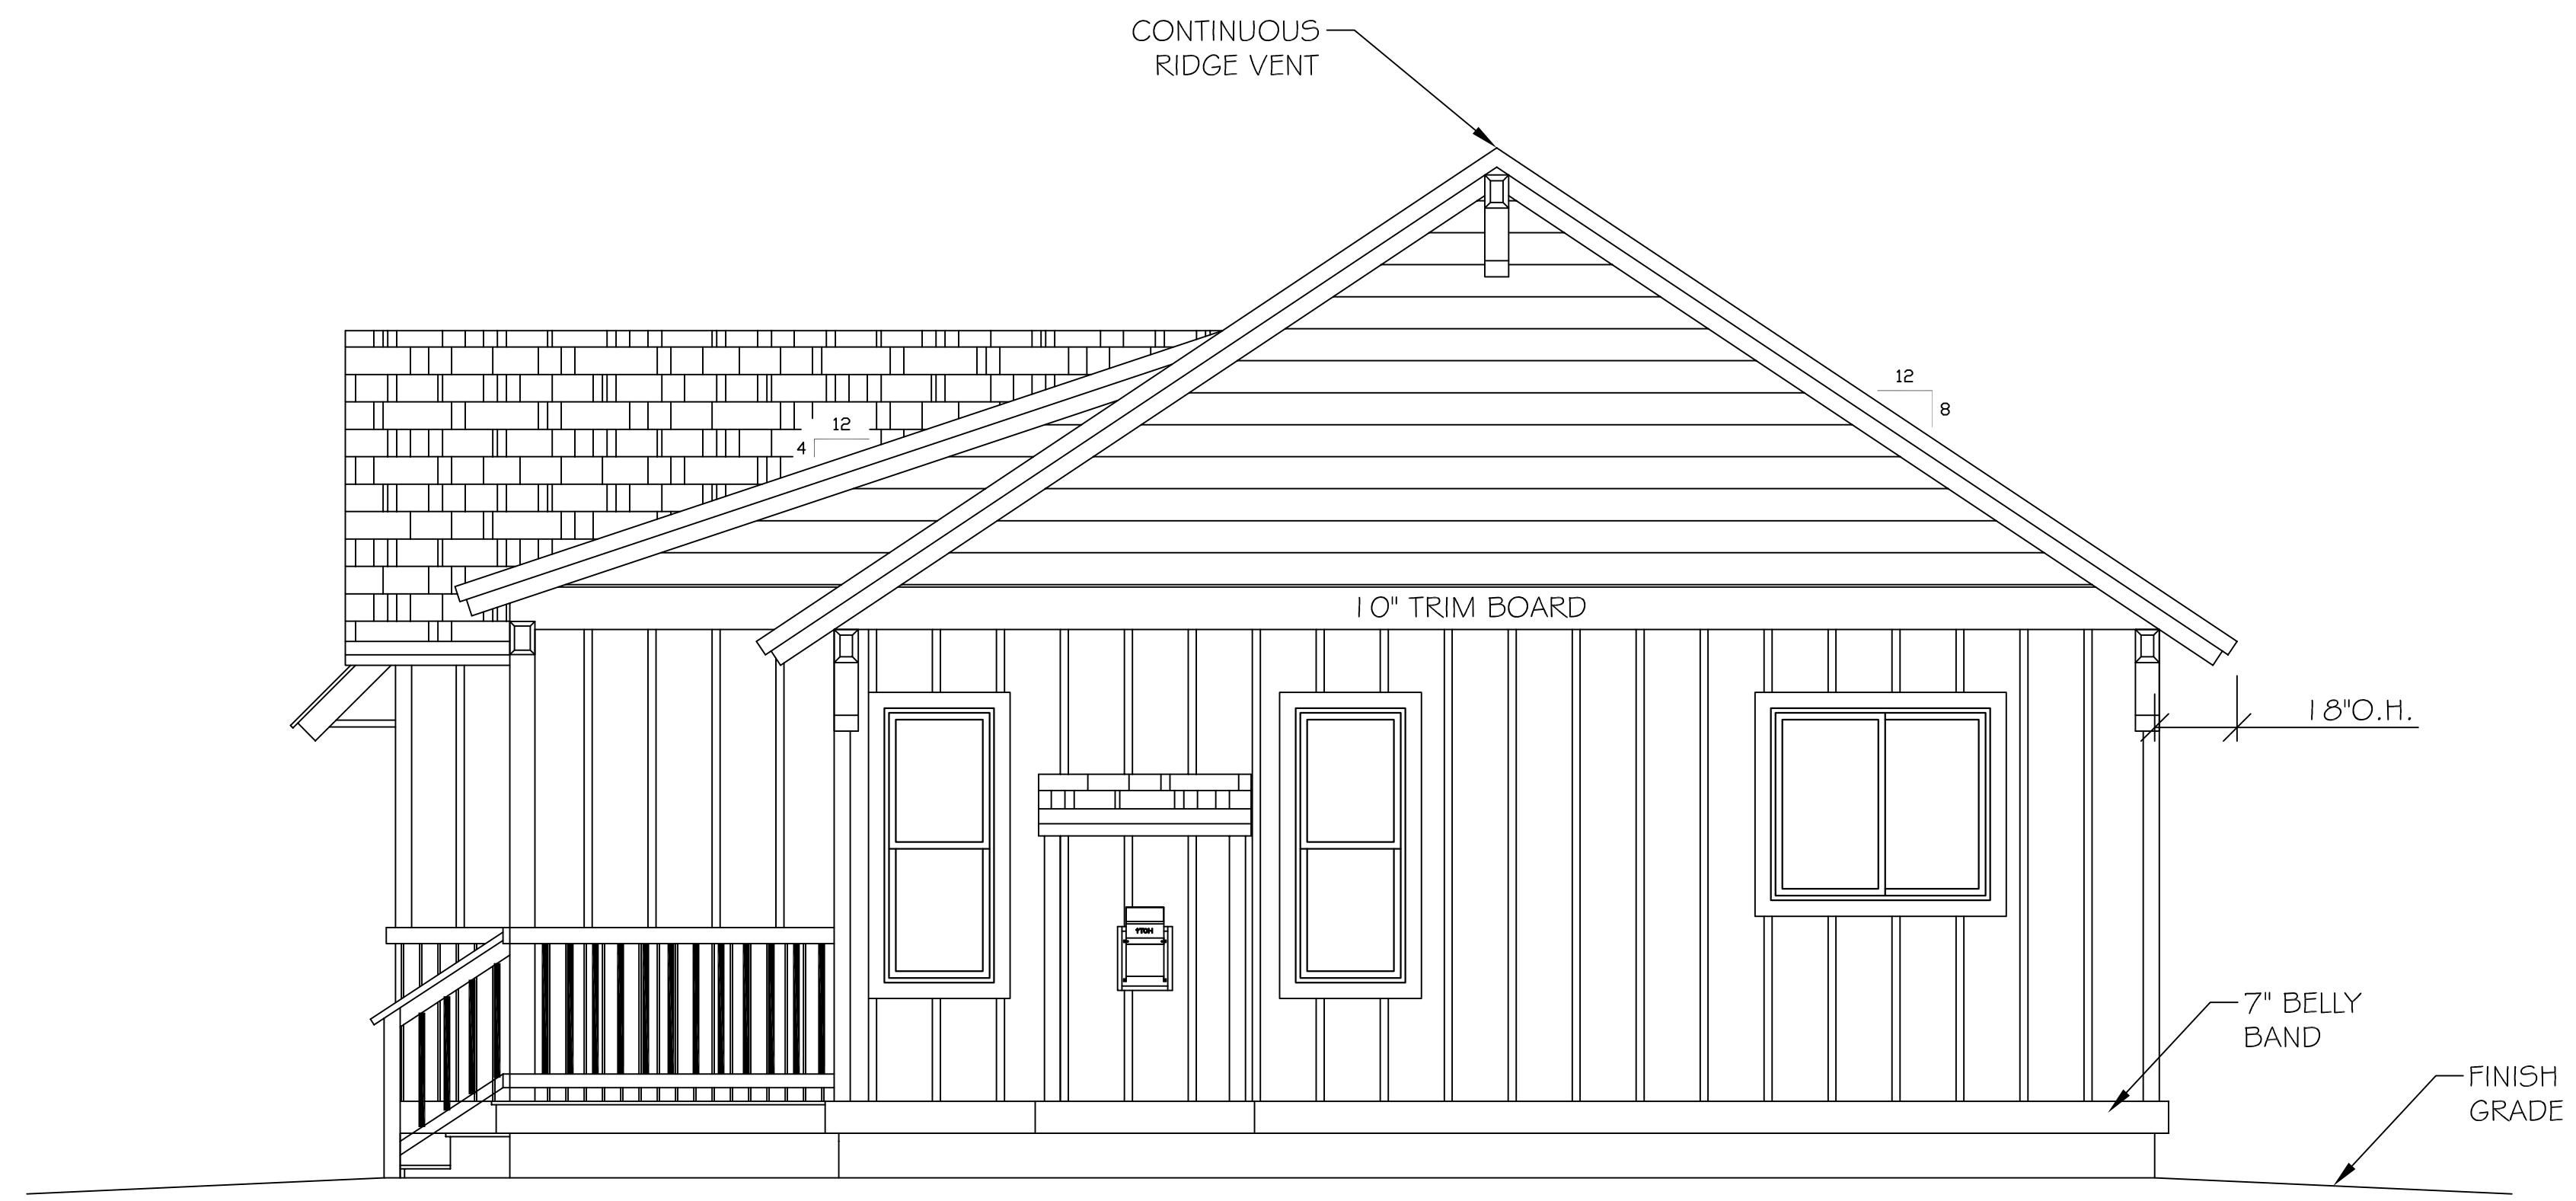 CONTINUOUS
RIDGE VENT
12
8
12
4
10" TRIM BOARD
18"O.H.
7" BELLY
BAND
FINISH
GRADE